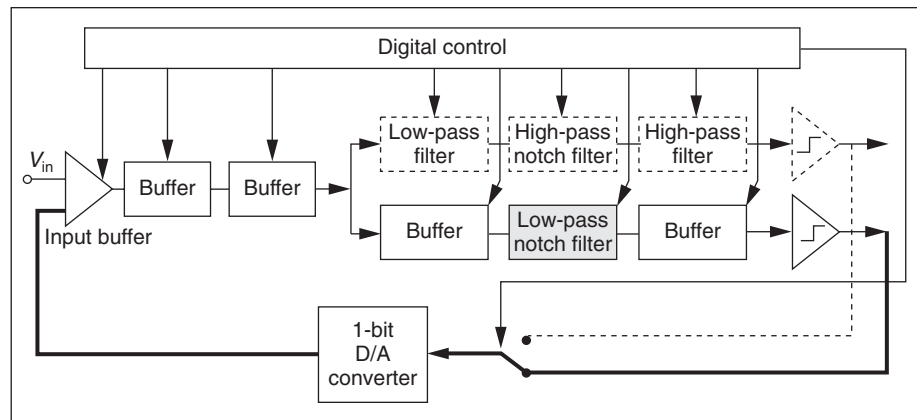 Digital control
Low-pass
filter
High-pass
notch filter
High-pass
filter
Vin
Buffer
Buffer
Input buffer
Buffer
Low-pass
notch filter
Buffer
1-bit
D/A
converter